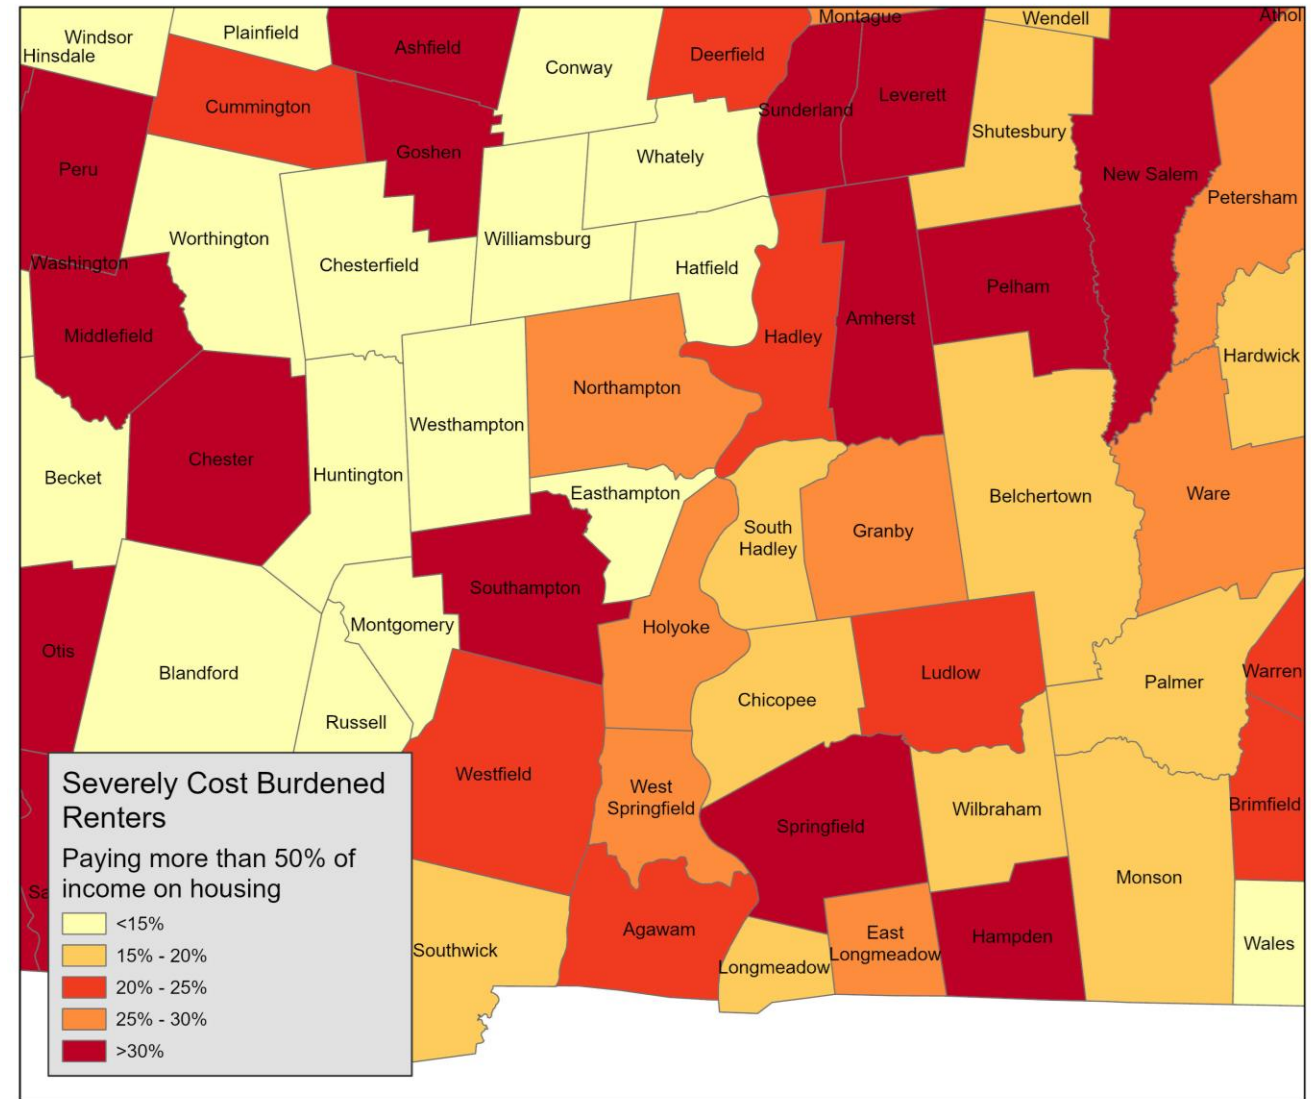 Montague
Wendell
Athol
Windsor
Plainfield
Hinsdale
Ashfield
Conway
Deerfield
Cummington
Sunderland
Leverett
Shutesbury
Goshen
Whately
Peru
New Salem
Petersham
Worthington
Williamsburg
Washington
Chesterfield
Hatfield
Pelham
Middlefield
Hadley
Amherst
Hardwick
Northampton
Westhampton
Chester
Becket
Huntington
Easthampton
Belchertown
Ware
South
Hadley
Granby
Southampton
Montgomery
Holyoke
Otis
Blandford
Ludlow
Warren
Palmer
Chicopee
Russell
Westfield
West
Springfield
Springfield
Wilbraham
Brimfield
Monson
Agawam
East
Longmeadow
Hampden
Wales
Southwick
Longmeadow
Sa
Severely Cost Burdened
Renters
Paying more than 50% of
income on housing
<15%
15% - 20%
20% - 25%
25% - 30%
>30%